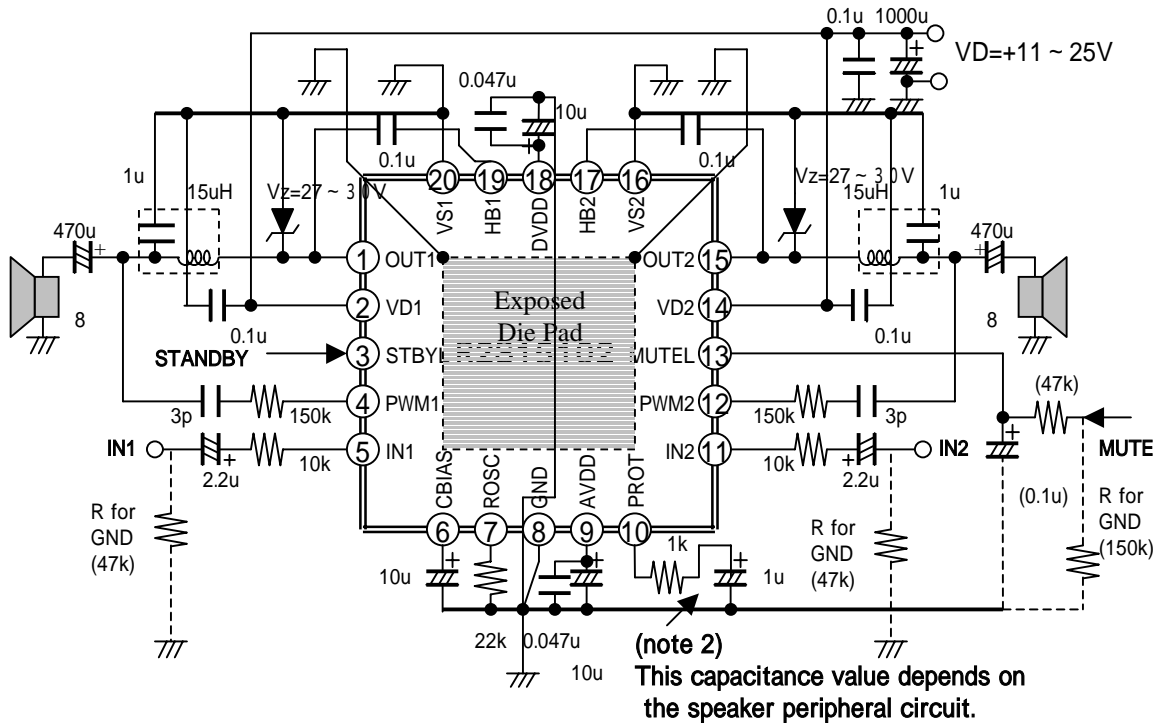 0.1u 1000u
VD=+11 ~ 25V
0.047u
10u
0.1u
0.1u
1u
15uH
Vz=27 ~ 30V
Vz=27 ~ 30V
15uH
1u
470u
470u
20 19 18 17 16
VS1 HB1 DVDD HB2 VS2
1 OUT1
OUT2 15
2 VD1
VD2 14
0.1u
0.1u
8
8
Exposed
Die Pad
STANDBY
3 STBYL
R2S15102
MUTEL 13
4 PWM1
PWM2 12
3p
150k
150k
3p
(47k)
MUTE
IN1
5 IN1
IN2 11
IN2
2.2u
10k
10k
2.2u
CBIAS ROSC GND AVDD PROT
6 7 8 9 10
R for
GND
(47k)
10u
1k
1u
R for
GND
(47k)
(0.1u)
R for
GND
(150k)
22k 0.047u
10u
(note 2)
This capacitance value depends on
the speaker peripheral circuit.